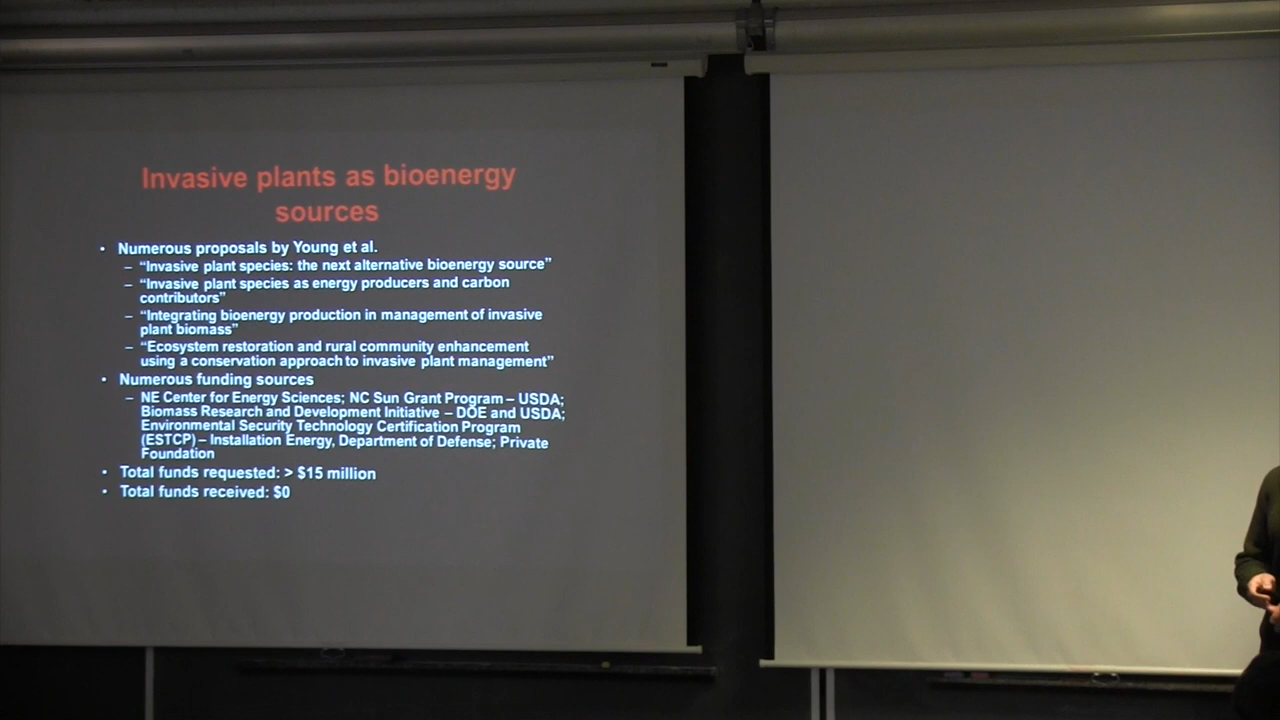 Invasive plants as bioenergy
sources
• Numerous proposals by Young et al.
– “Invasive plant species: the next alternative bioenergy source”
– “Invasive plant species as energy producers and carbon
contributors”
– “Integrating bioenergy production in management of invasive
plant biomass”
– “Ecosystem restoration and rural community enhancement
using a conservation approach to invasive plant management”
• Numerous funding sources
– NE Center for Energy Sciences; NC Sun Grant Program – USDA;
Biomass Research and Development Initiative – DOE and USDA;
Environmental Security Technology Certification Program
(ESTCP) – Installation Energy, Department of Defense; Private
Foundation
• Total funds requested: > $15 million
• Total funds received: $0